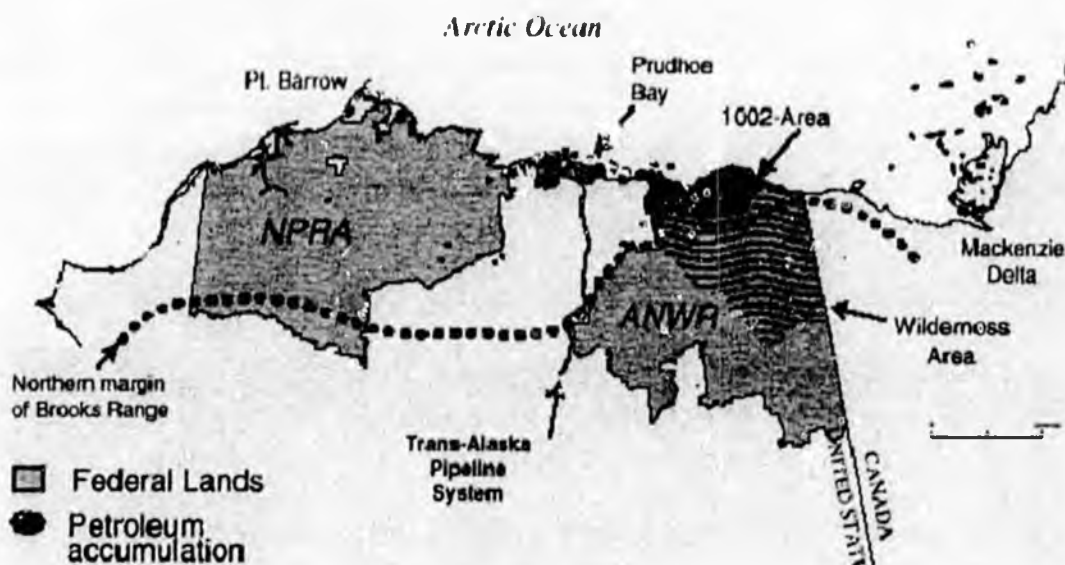 Arctic Ocean
Pt. Barrow
Prudhoe
Bay
1002-Area
NPRA
ANWR
Mackenzie
Delta
Wilderness
Area
Northern margin
of Brooks Range
Trans-Alaska
Pipeline
System
Federal Lands
Petroleum
accumulation
CANADA
UNITED STATE